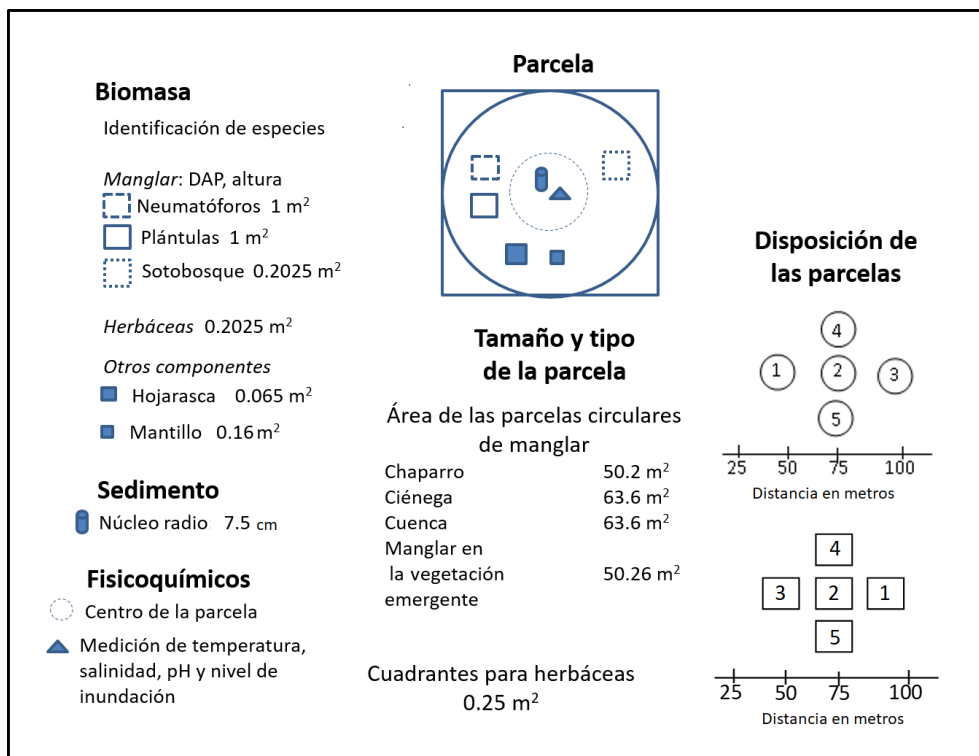 Biomasa
Identificación de especies
Manglar: DAP, altura
Neumatóforos 1 m²
Plántulas 1 m²
Sotobosque 0.2025 m²
Herbáceas 0.2025 m²
Otros componentes
Hojarasca 0.065 m²
Mantillo 0.16 m²
Sedimento
Núcleo radio 7.5 cm
Fisicoquímicos
Centro de la parcela
Medición de temperatura,
salinidad, pH y nivel de
inundación
Parcela
Tamaño y tipo
de la parcela
Área de las parcelas circulares
de manglar
Chaparro 50.2 m²
Ciénega 63.6 m²
Cuenca 63.6 m²
Manglar en
la vegetación 50.26 m²
emergente
Cuadrantes para herbáceas
0.25 m²
Disposición de
las parcelas
4
1 2 3
5
25 50 75 100
Distancia en metros
4
3 2 1
5
25 50 75 100
Distancia en metros